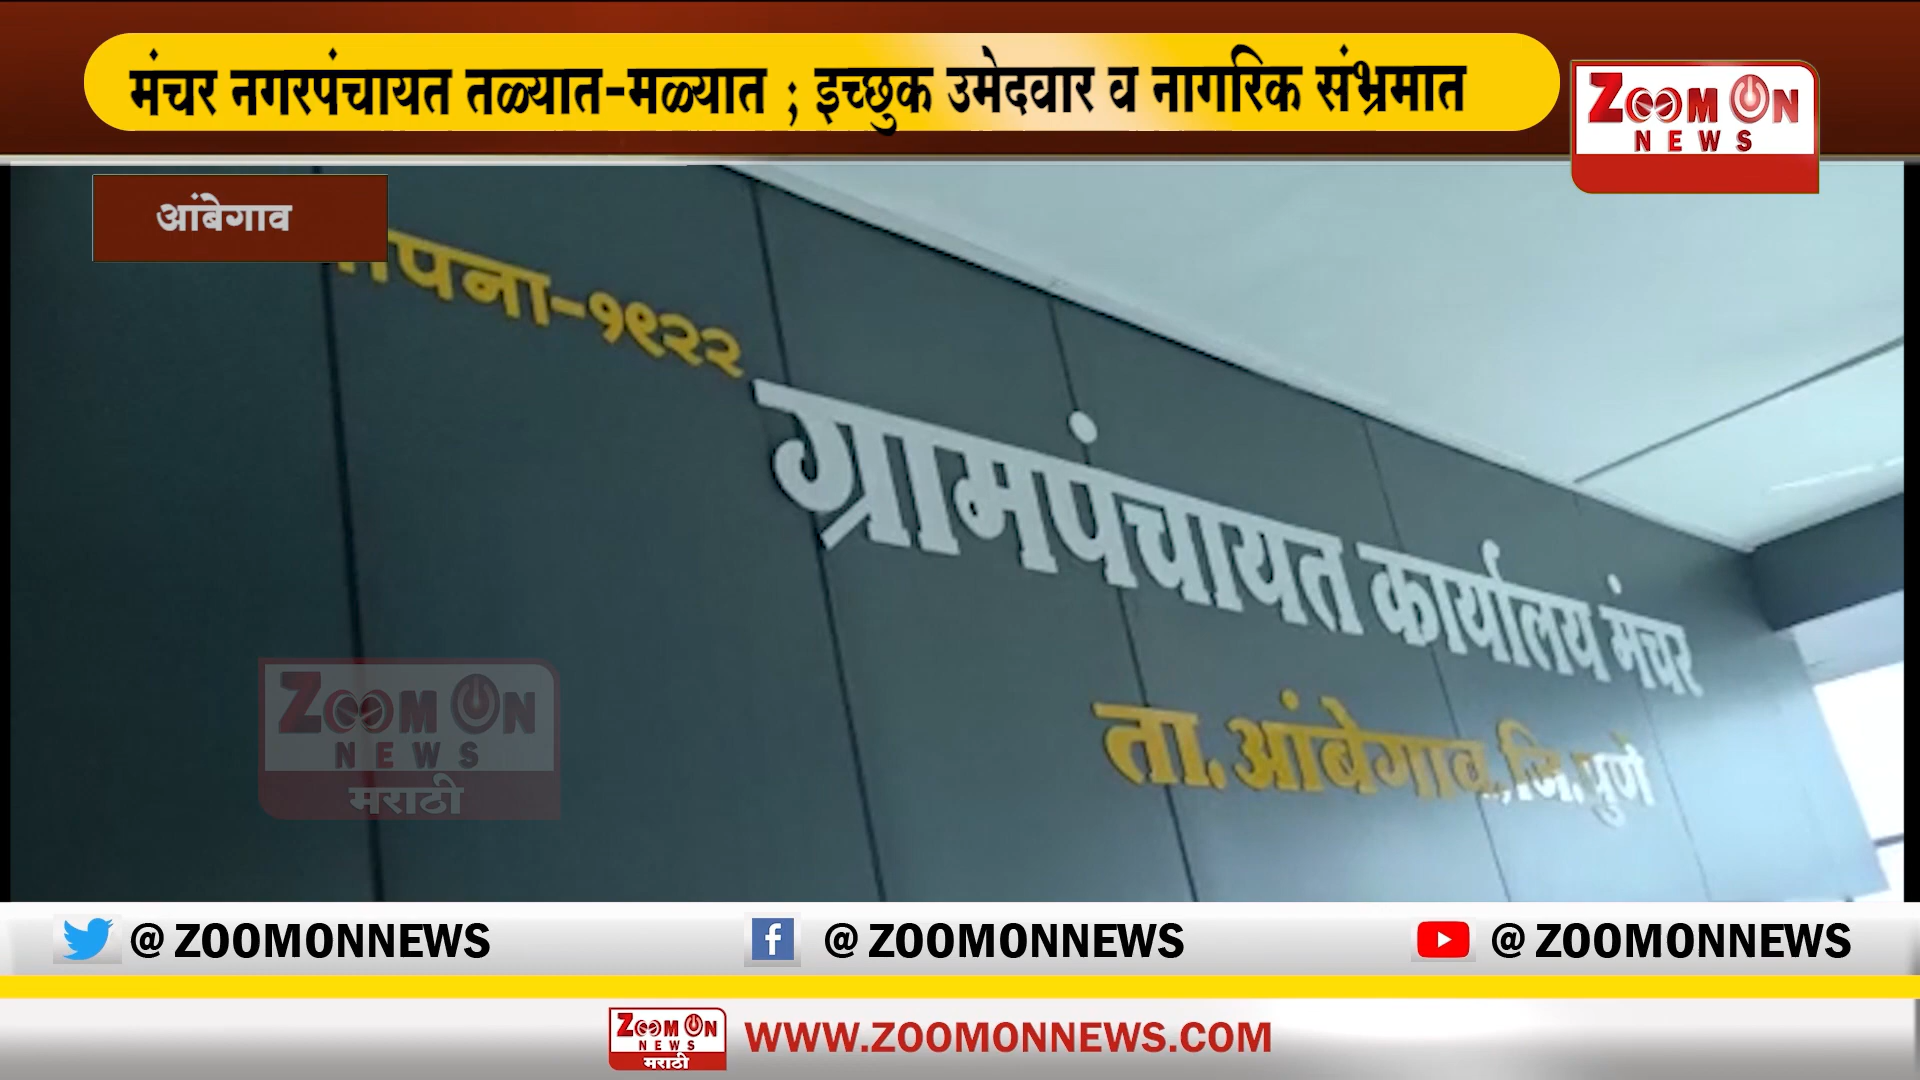 मंचर नगरपंचायत तळ्यात-मळ्यात ; इच्छुक उमेदवार व नागरिक संभ्रमात
ZOOM ON
NEWS
आंबेगाव
पना-१९२२
ग्रामपंचायत कार्यालय मंचर
ता.आंबेगाव,जि.पुणे
ZOOM ON
NEWS
मराठी
@ ZOOMONNEWS
@ ZOOMONNEWS
@ ZOOMONNEWS
ZOOM ON
NEWS
मराठी
WWW.ZOOMONNEWS.COM